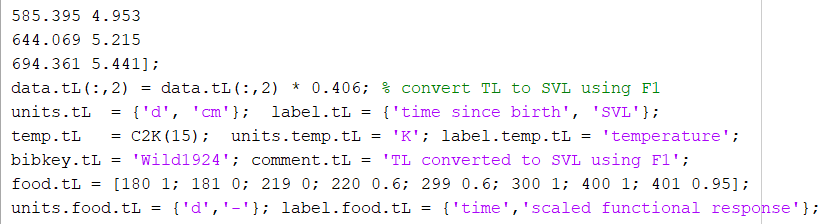 585.395 4.953
644.069 5.215
694.361 5.441];
data.tL(:,2) = data.tL(:,2) * 0.406; % convert TL to SVL using F1
units.tL  = {'d', 'cm'};  label.tL = {'time since birth', 'SVL'};
temp.tL   = C2K(15);  units.temp.tL = 'K'; label.temp.tL = 'temperature';
bibkey.tL = 'Wild1924'; comment.tL = 'TL converted to SVL using F1';
food.tL = [180 1; 181 0; 219 0; 220 0.6; 299 0.6; 300 1; 400 1; 401 0.95];
units.food.tL = {'d','-'}; label.food.tL = {'time','scaled functional response'};